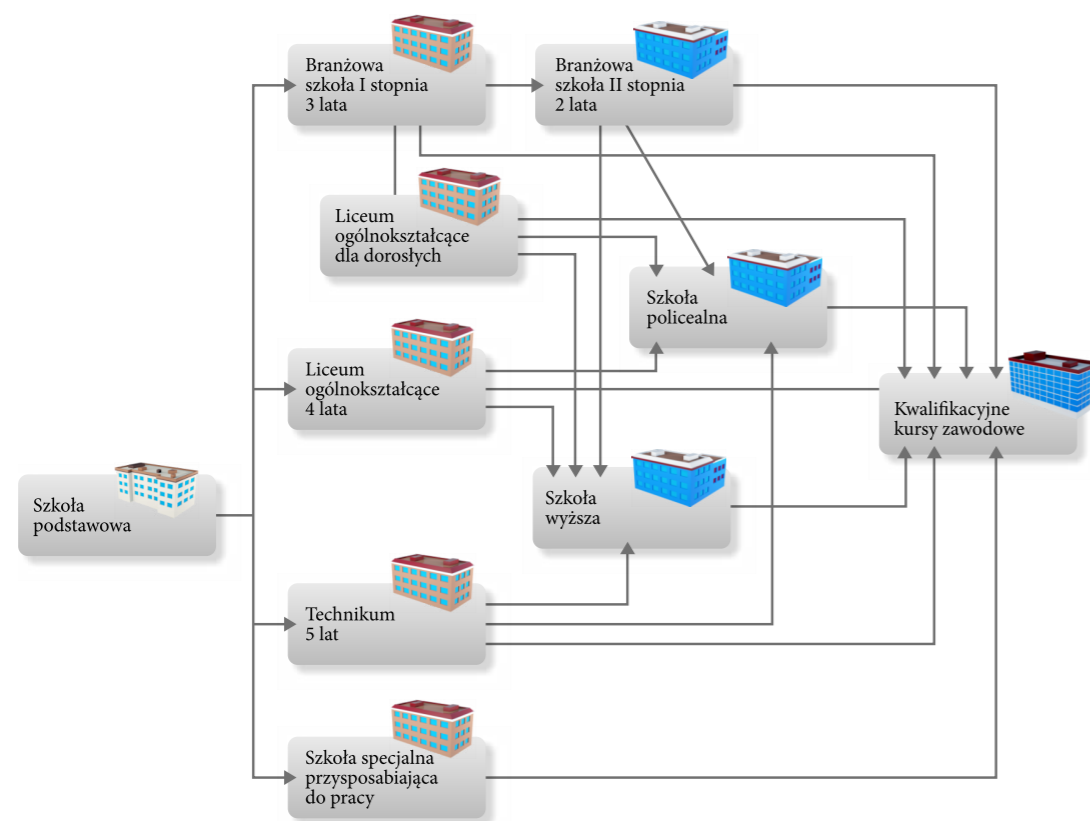 Branżowa
szkoła I stopnia
3 lata
Branżowa
szkoła II stopnia
2 lata
Liceum
ogólnokształcące
dla dorosłych
Szkoła
policealna
Liceum
ogólnokształcące
4 lata
Kwalifikacyjne
kursy zawodowe
Szkoła
podstawowa
Szkoła
wyższa
Technikum
5 lat
Szkoła specjalna
przysposabiająca
do pracy